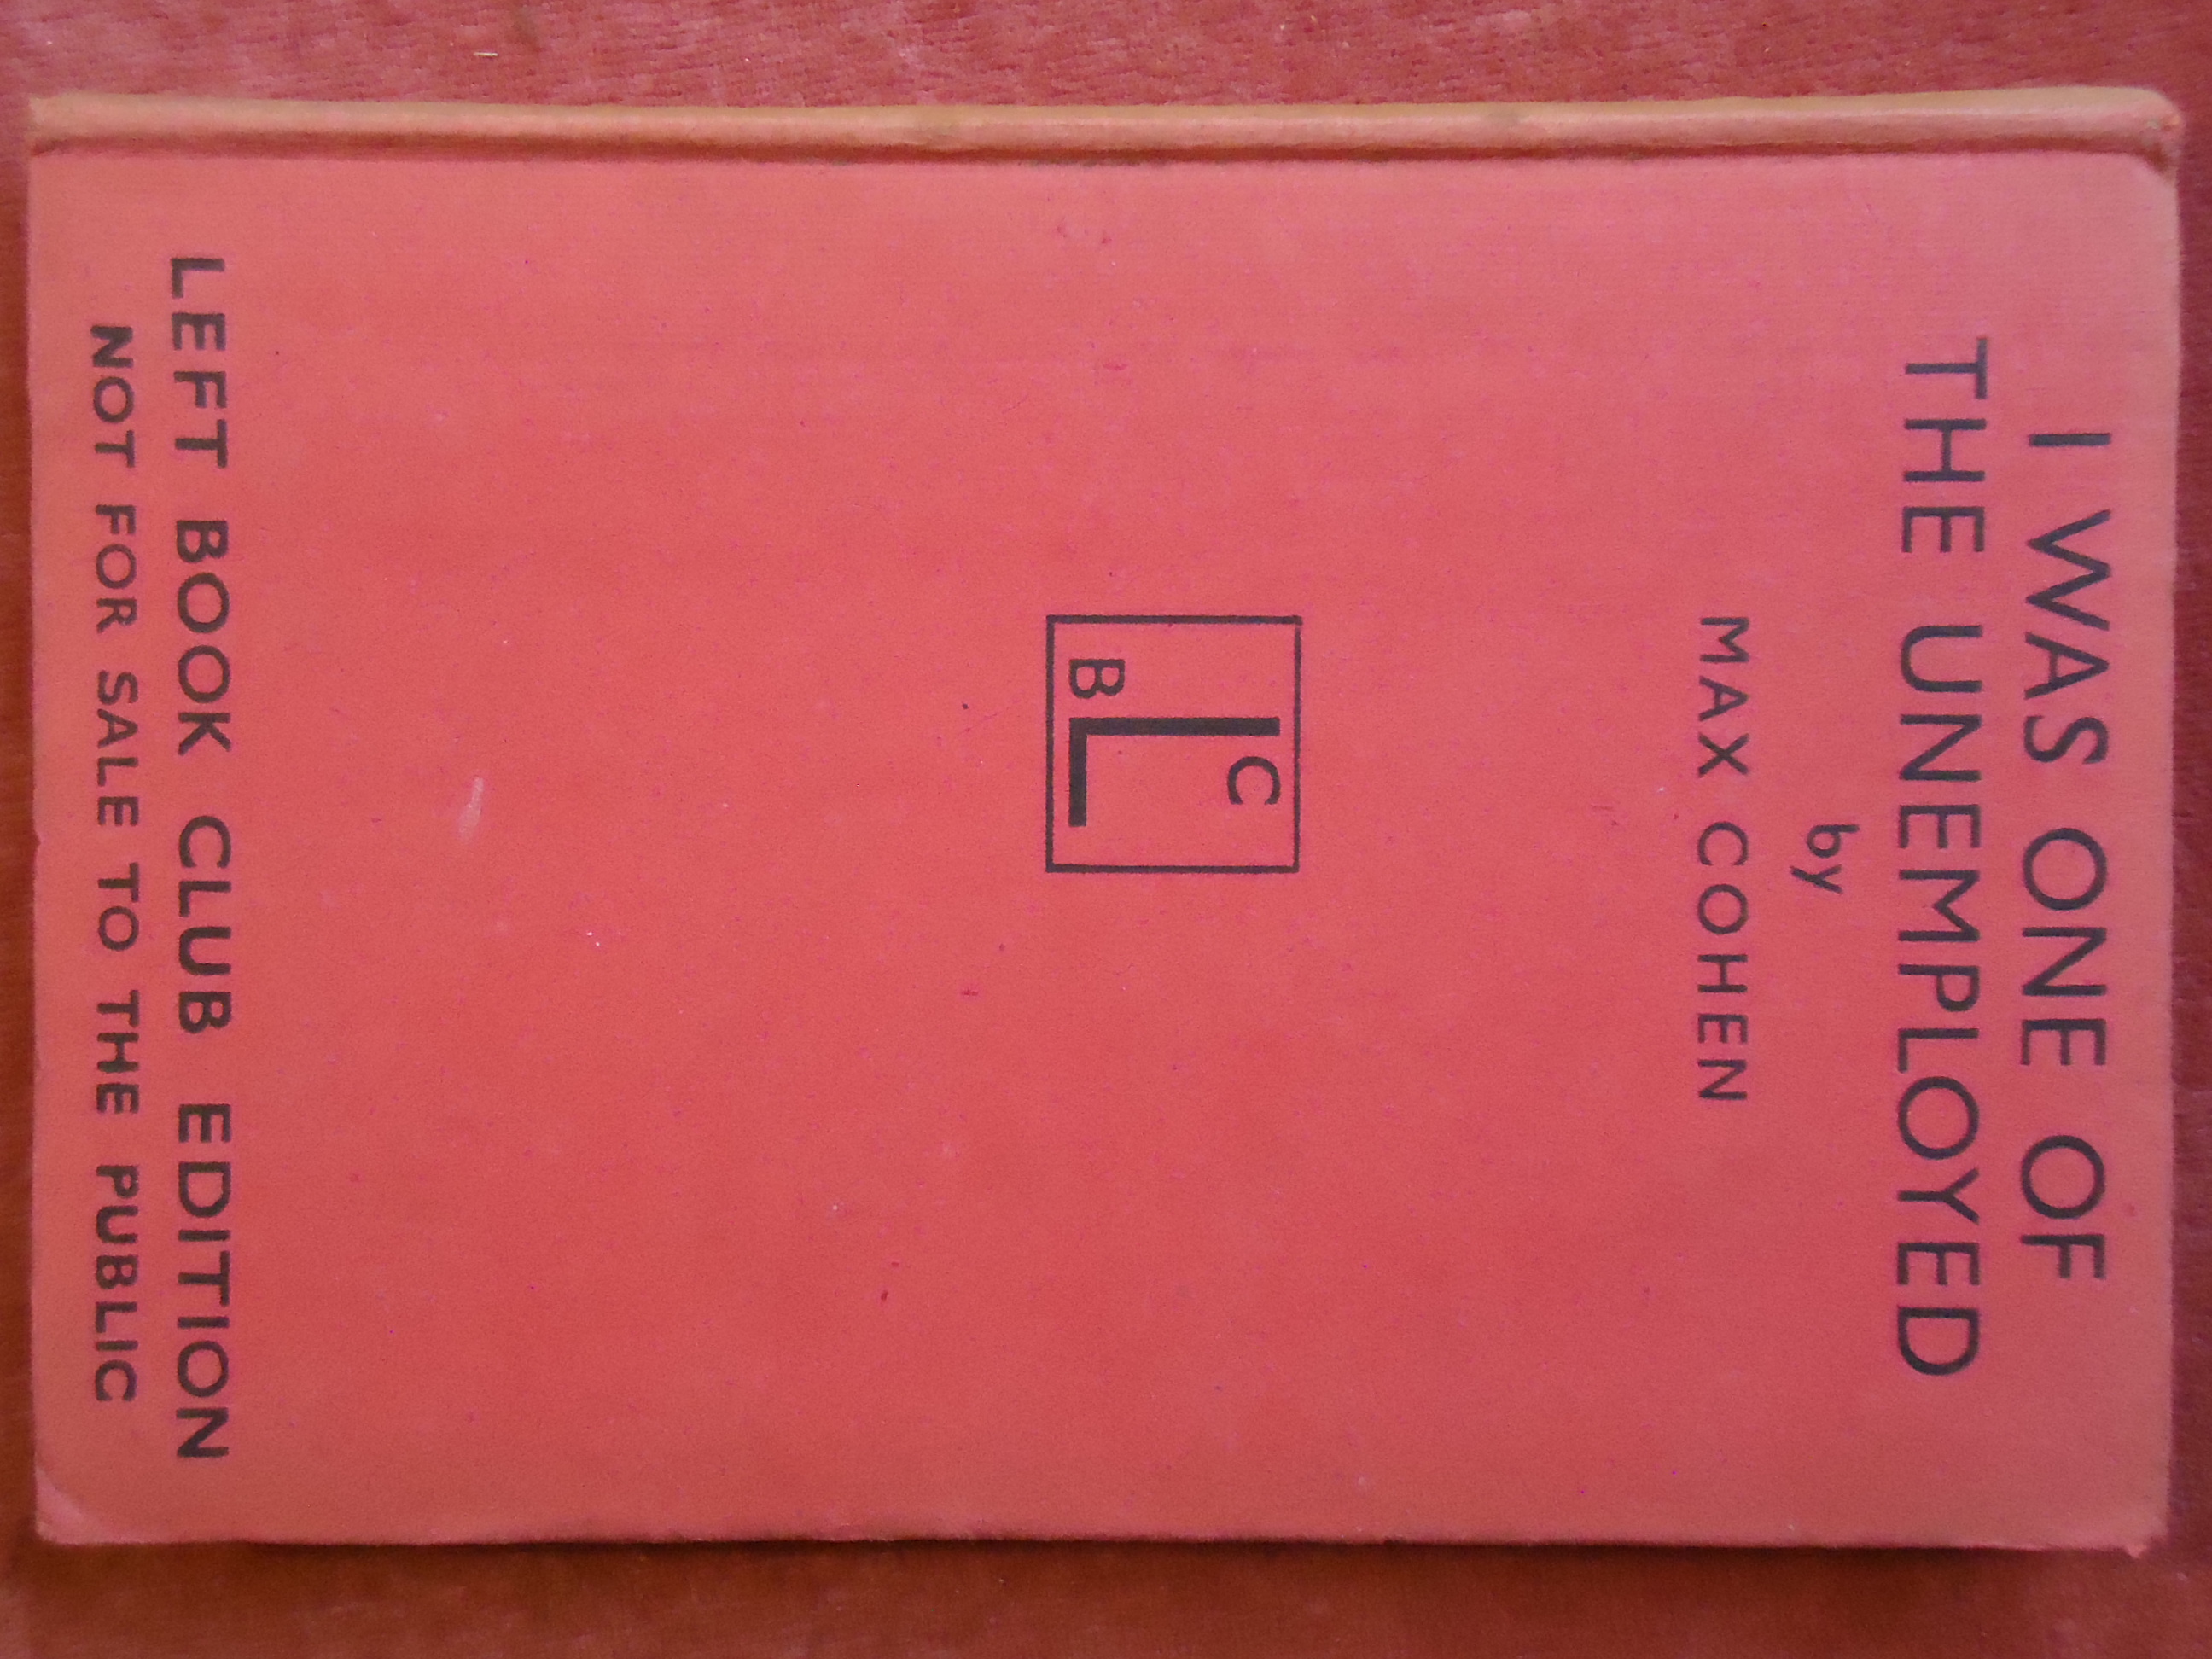 I WAS ONE OF
THE UNEMPLOYED
by
MAX COHEN
C
B L
LEFT BOOK CLUB EDITION
NOT FOR SALE TO THE PUBLIC